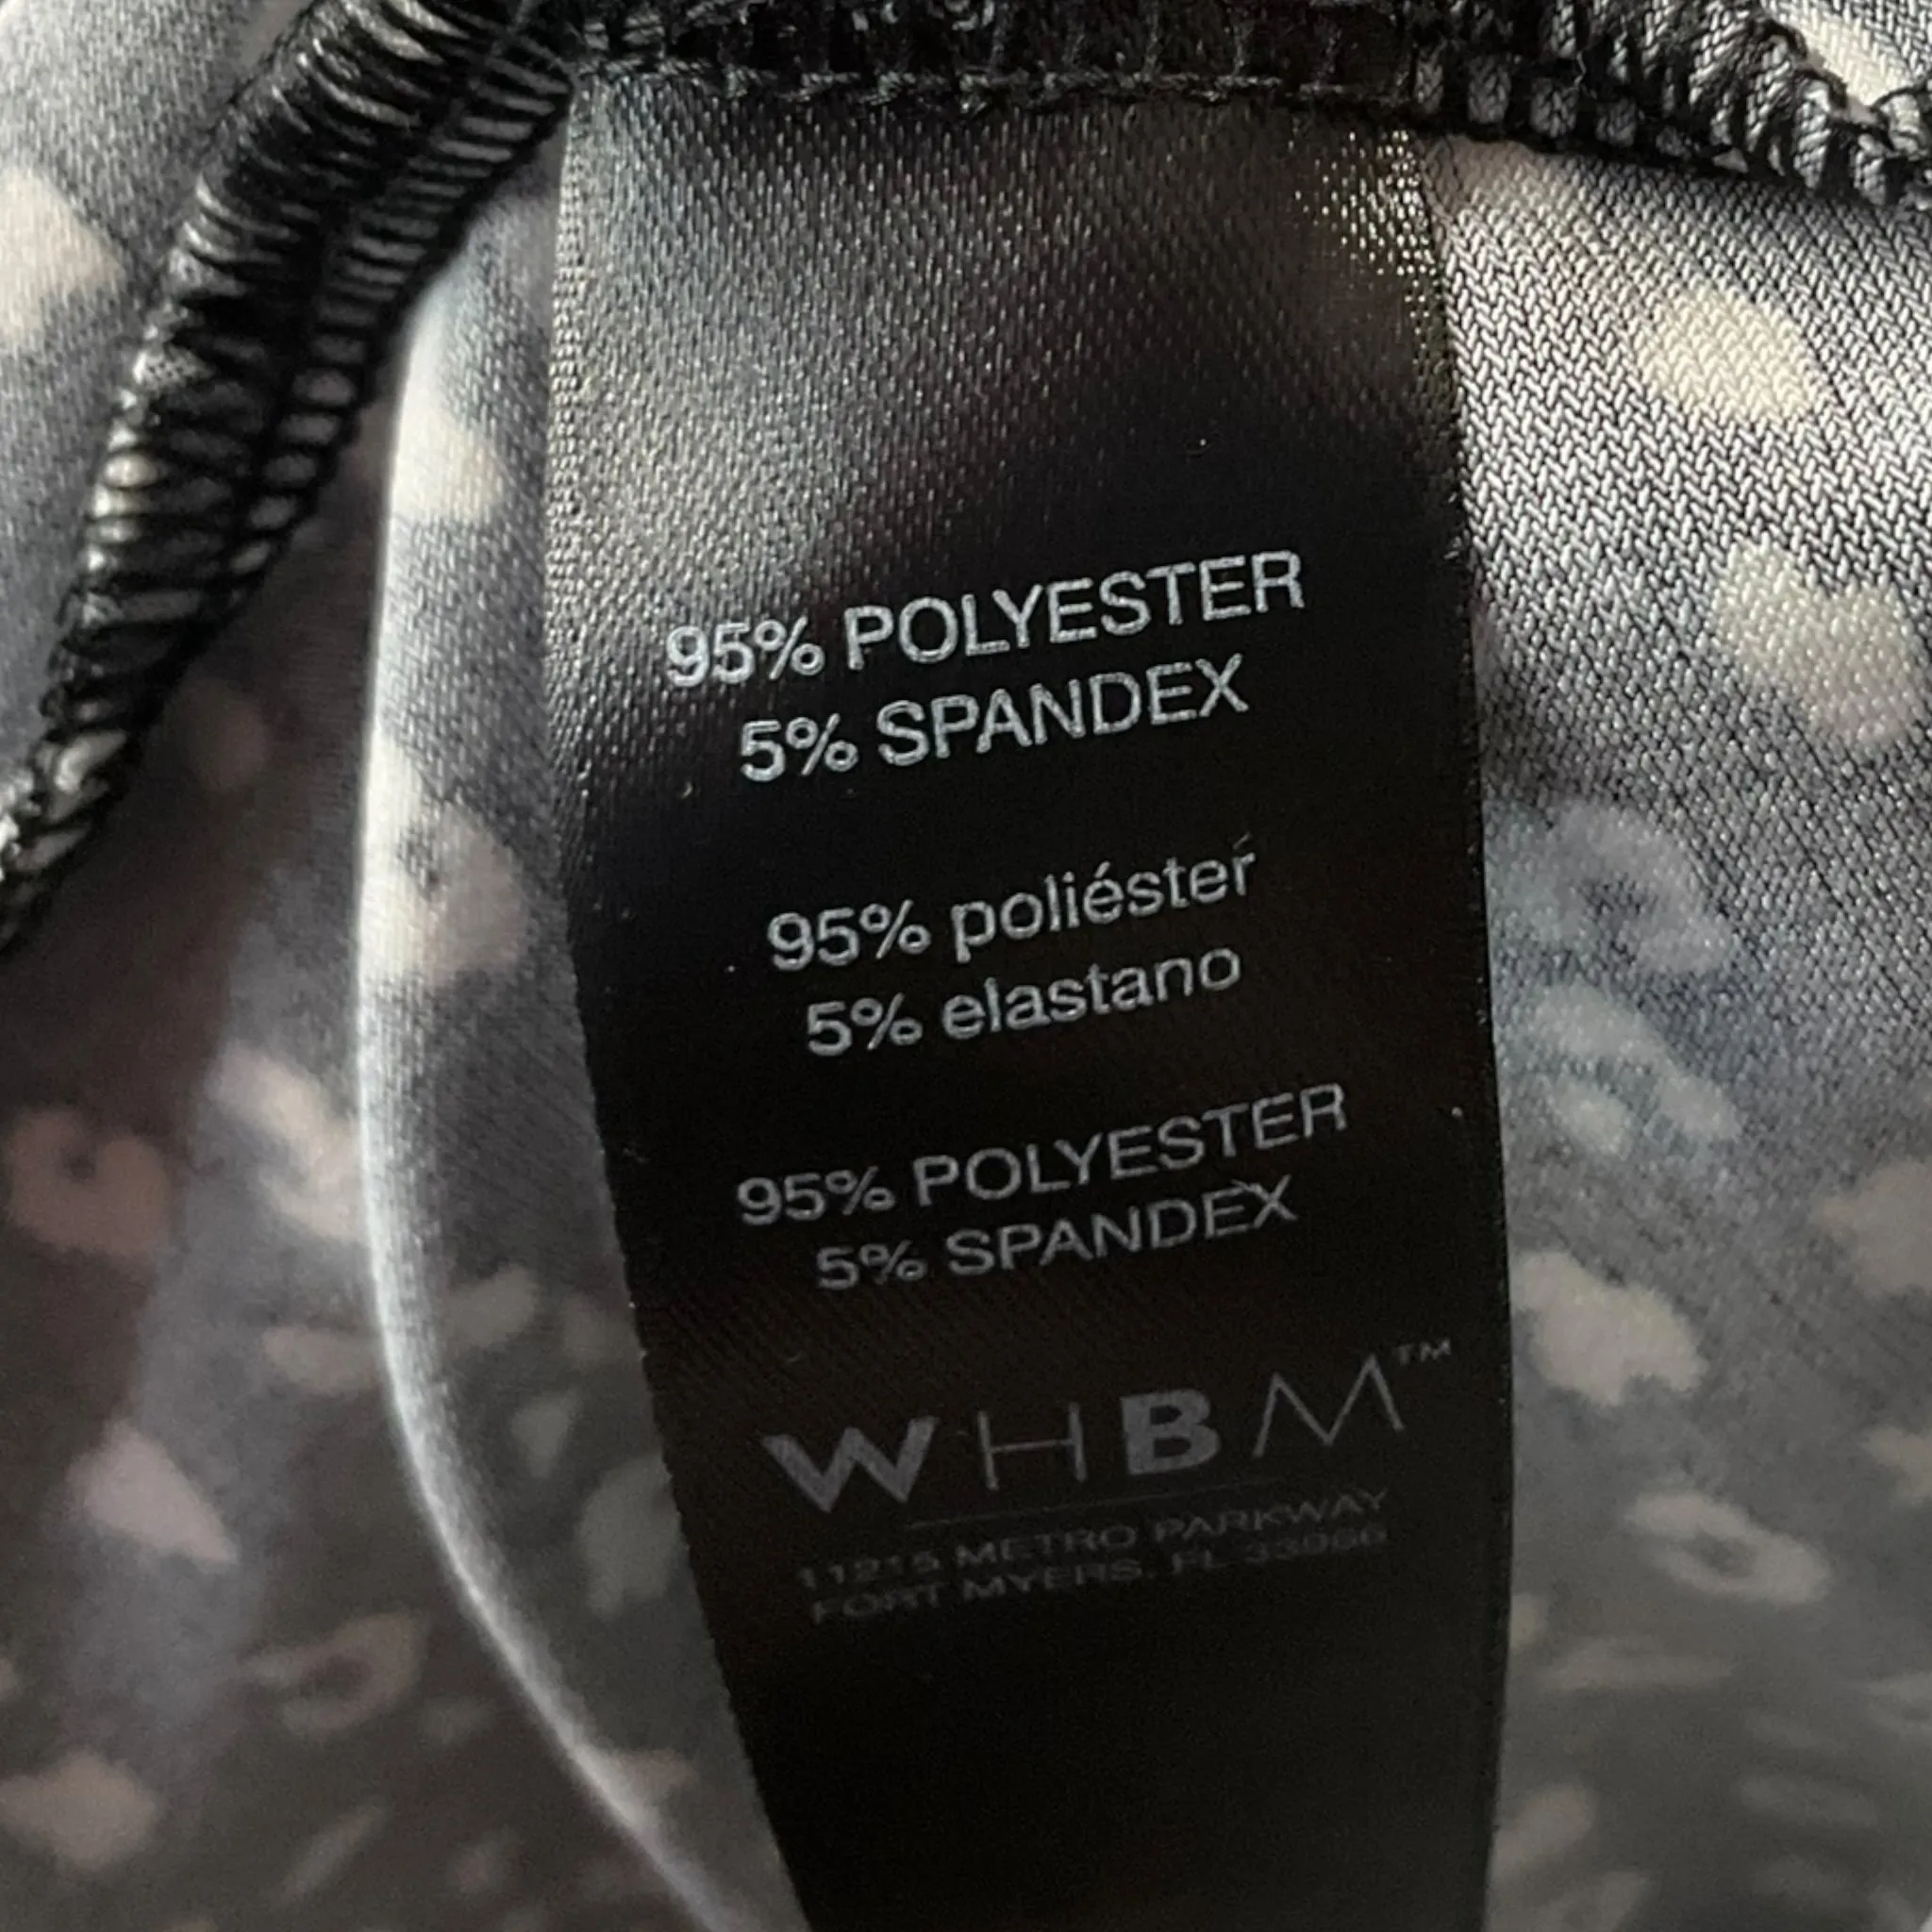 95% POLYESTER
5% SPANDEX
95% poliéster
5% elastano
95% POLYESTER
5% SPANDEX
WHBM™
11215 METRO PARKWAY
FORT MYERS, FL 33966